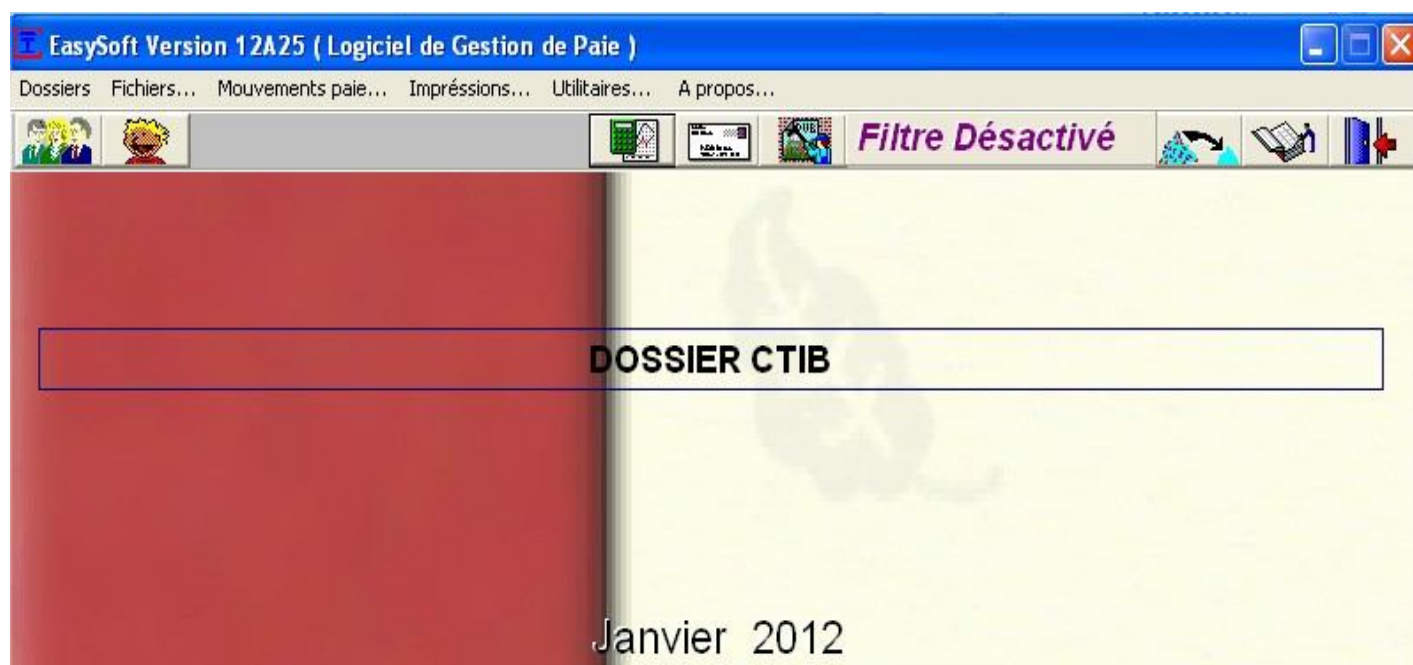 EasySoft Version 12A25 ( Logiciel de Gestion de Paie )
Dossiers Fichiers... Mouvements paie... Impréssions... Utilitaires... A propos...
Filtre Désactivé
DOSSIER CTIB
Janvier 2012